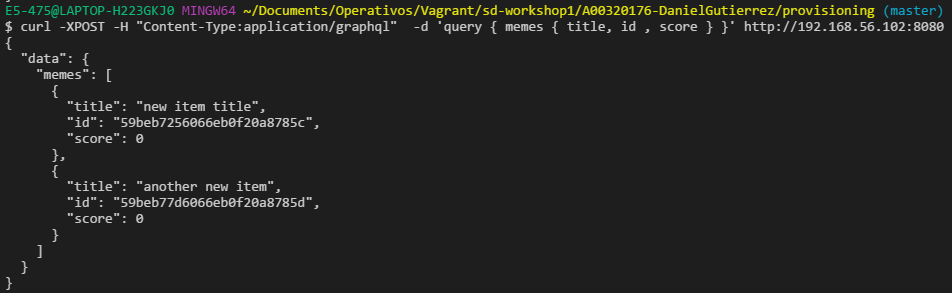 E5-475@LAPTOP-H223GKJ0 MINGW64 ~/Documents/Operativos/Vagrant/sd-workshop1/A00320176-DanielGutierrez/provisioning (master)
$ curl -XPOST -H "Content-Type:application/graphql"  -d 'query { memes { title, id , score } }' http://192.168.56.102:8080
{
  "data": {
    "memes": [
      {
        "title": "new item title",
        "id": "59beb7256066eb0f20a8785c",
        "score": 0
      },
      {
        "title": "another new item",
        "id": "59beb77d6066eb0f20a8785d",
        "score": 0
      }
    ]
  }
}